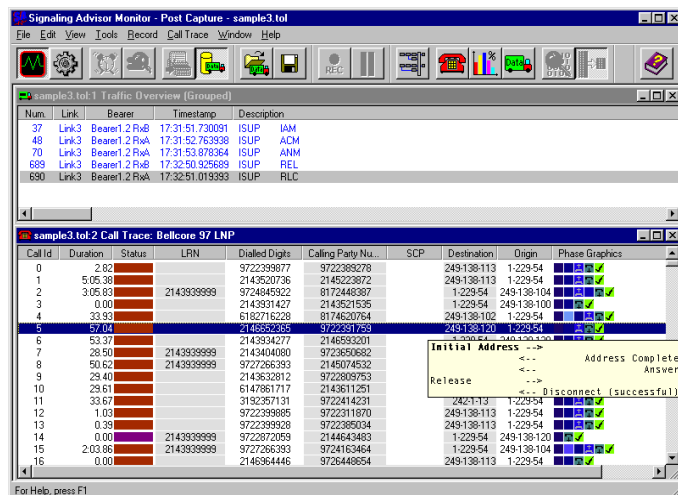 Signaling Advisor Monitor - Post Capture - sample3.tol
File Edit View Tools Record Call Trace Window Help
REC Data
sample3.tol:1 Traffic Overview (Grouped)
Num. Link Bearer Timestamp Description
37 Link3 Bearer1.2 RxB 17:31:51.730091 ISUP IAM
48 Link3 Bearer1.2 RxA 17:31:52.763938 ISUP ACM
70 Link3 Bearer1.2 RxA 17:31:53.878364 ISUP ANM
689 Link3 Bearer1.2 RxB 17:32:50.925689 ISUP REL
690 Link3 Bearer1.2 RxA 17:32:51.019393 ISUP RLC
sample3.tol:2 Call Trace: Bellcore 97 LNP
Call Id Duration Status LRN Dialled Digits Calling Party Nu... SCP Destination Origin Phase Graphics
0 2.82 9722399877 9722389278 249-138-113 1-229-54
1 5:05.38 2143520736 2145223872 249-138-113 1-229-54
2 3:05.83 2143939999 9724845922 8172448387 1-229-54 249-138-104
3 0.00 2143931427 2143521535 1-229-54 249-138-100
4 33.93 6182716228 8174620764 249-138-102 1-229-54
5 57.04 2146652365 9722391759 249-138-120 1-229-54
6 53.37 2143934277 2146593201
7 28.50 2143939999 2143404080 9723650682
8 50.62 2143939999 9727266393 2145074532
9 29.40 2143632812 9722809753
10 29.61 6147861717 2143611251
11 33.67 3192357131 9722414231 242-1-13 1-229-54
12 1.03 9722399885 9722311870 249-138-113 1-229-54
13 0.39 9722399928 9722385034 249-138-113 1-229-54
14 0.00 2143939999 9722872059 2144643483 1-229-54 249-138-120
15 2:03.86 2143939999 9727266393 9724163464 1-229-54 249-138-104
16 0.00 2146964446 9726448654 249-138-113 1-229-54
Initial Address -->
<-- Address Complete
<-- Answer
Release -->
<-- Disconnect (successful)
For Help, press F1